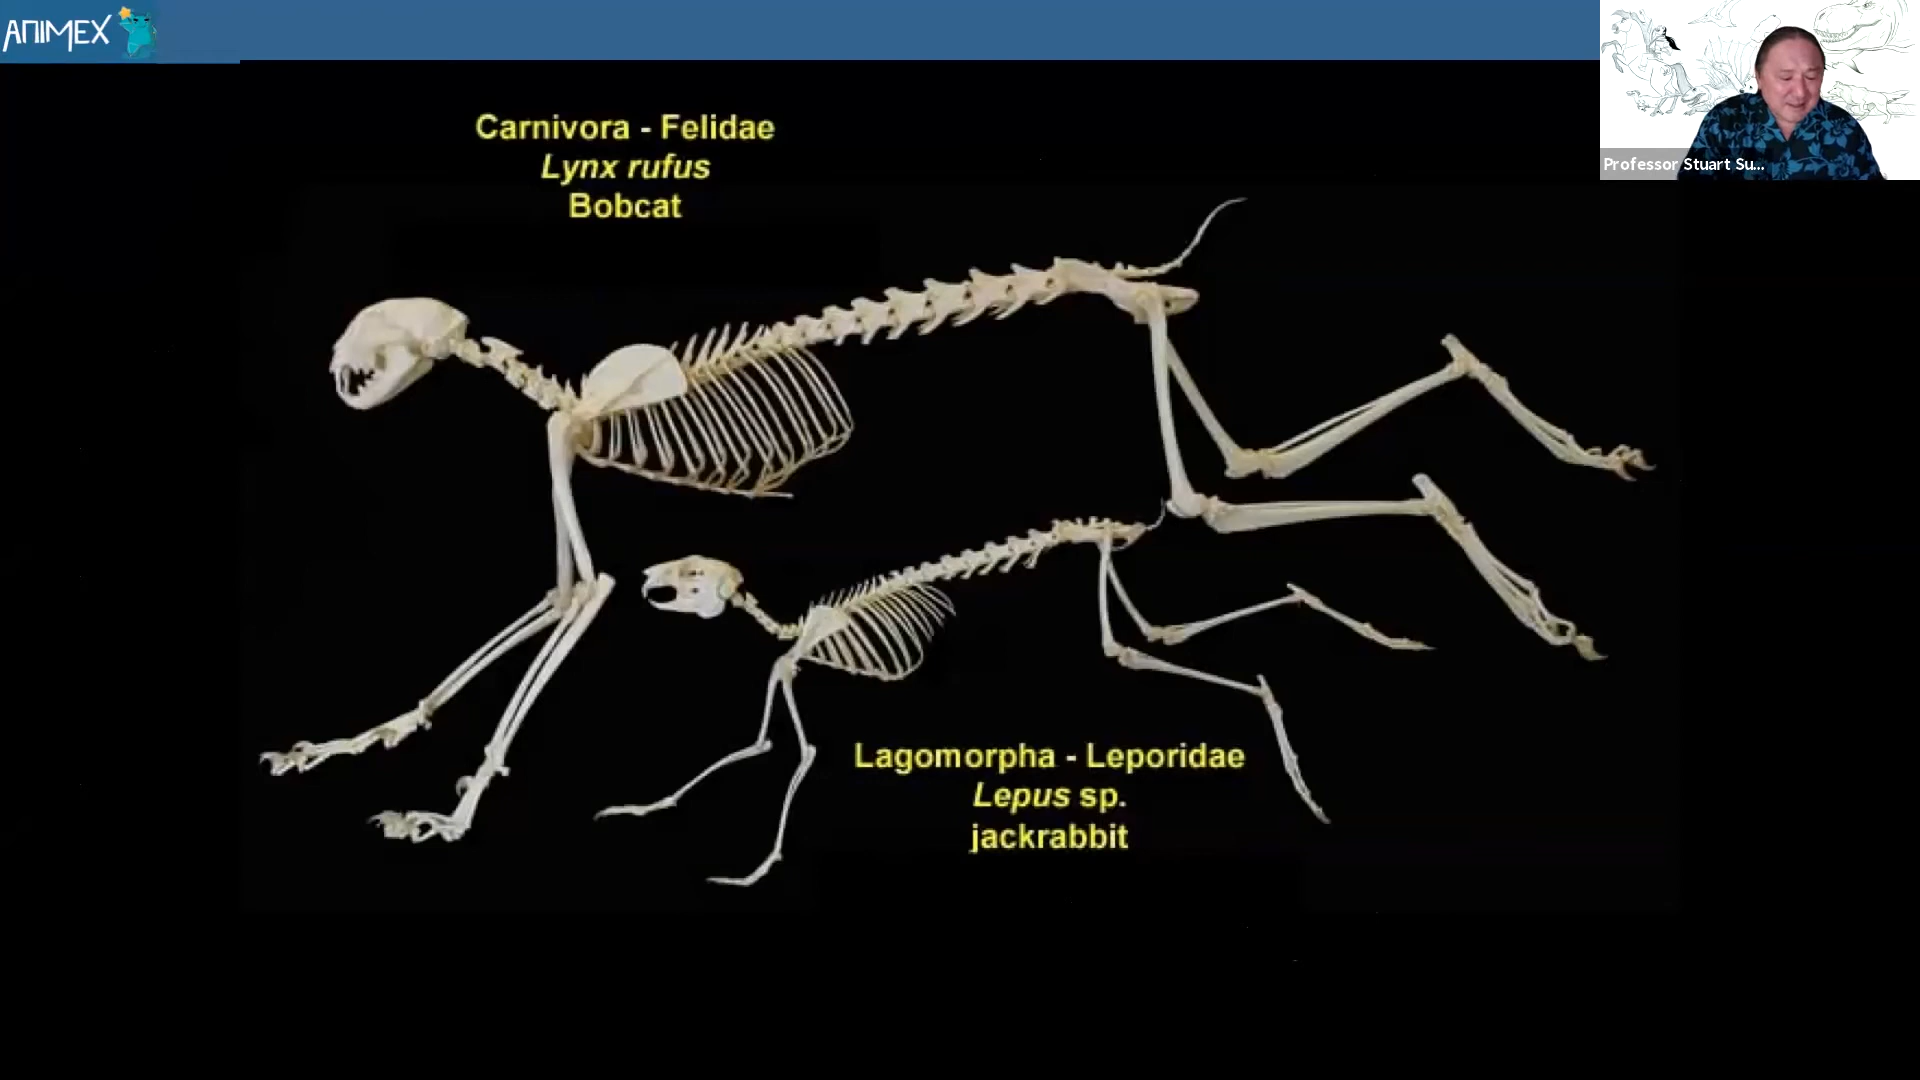 ANIMEX
Carnivora - Felidae
Lynx rufus
Bobcat
Professor Stuart Su...
Lagomorpha - Leporidae
Lepus sp.
jackrabbit